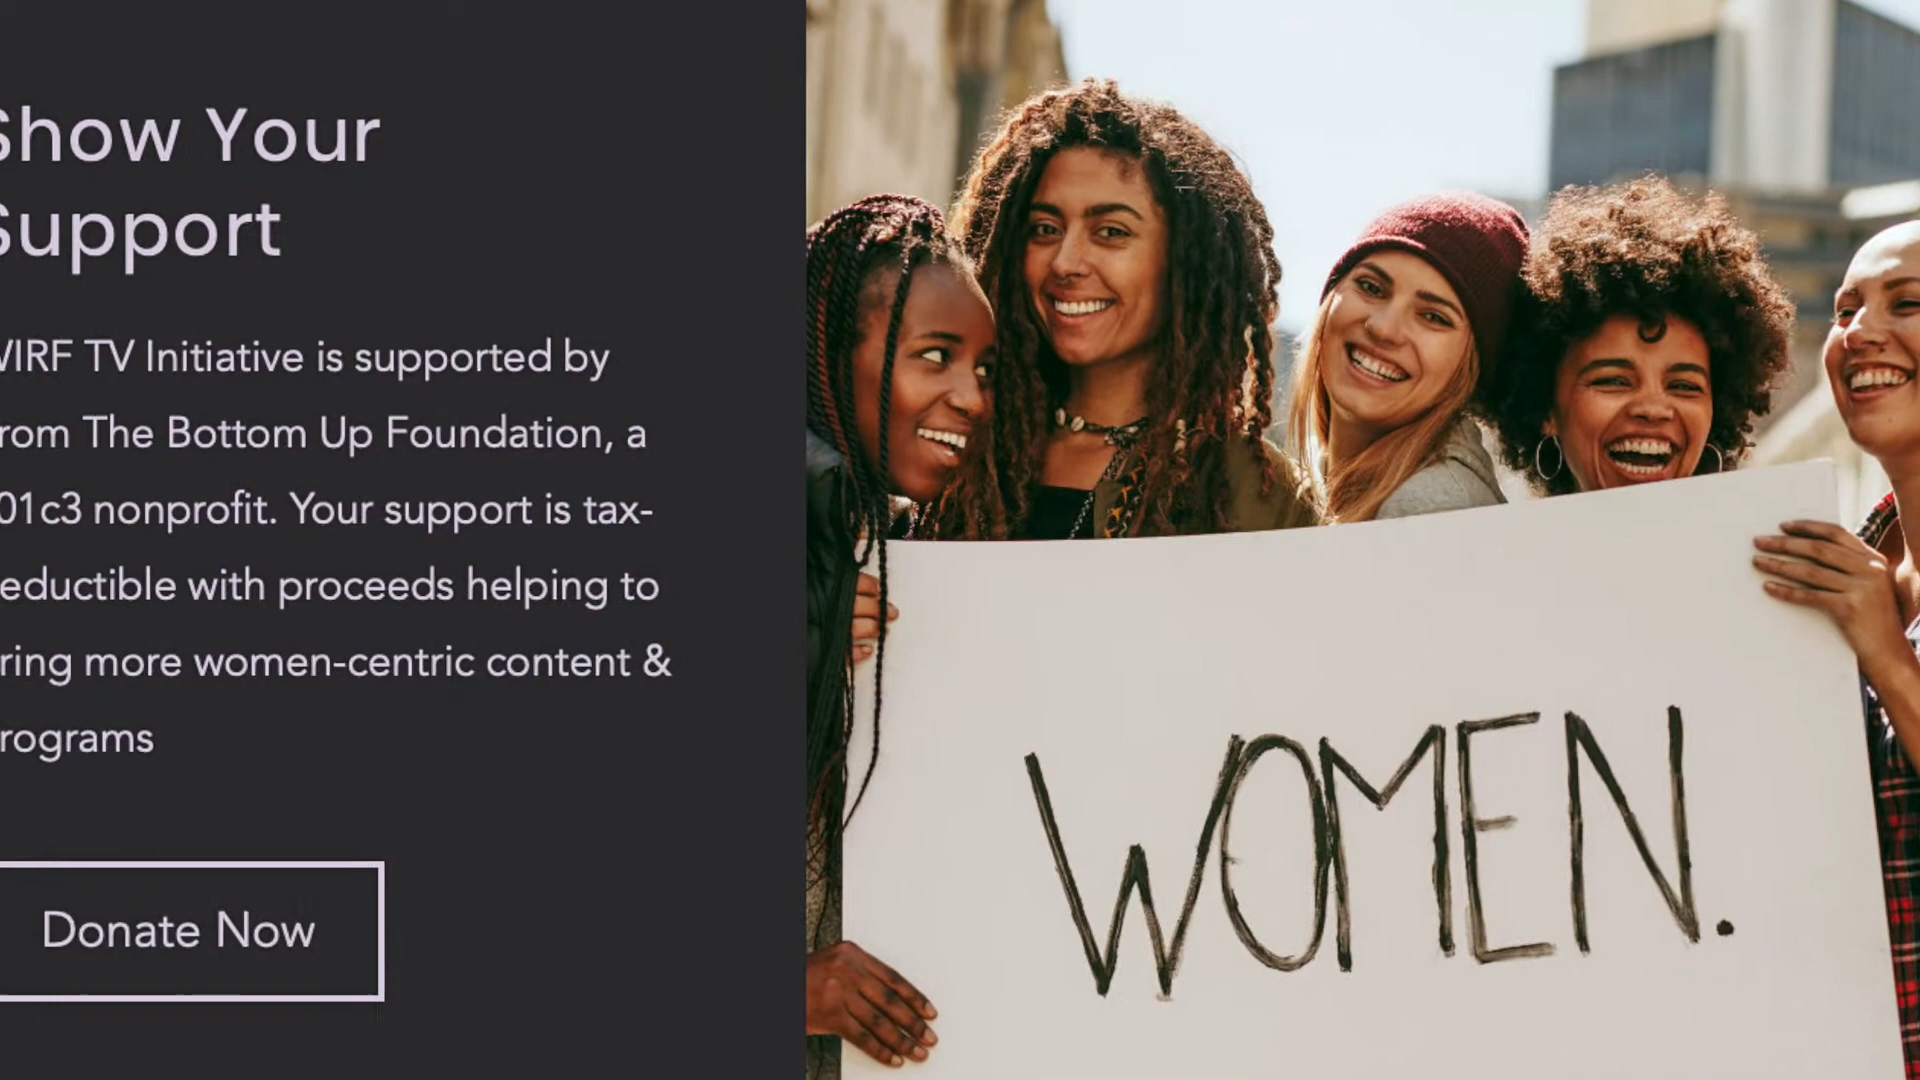 Show Your
Support
WIRF TV Initiative is supported by
rom The Bottom Up Foundation, a
01c3 nonprofit. Your support is tax-
eductible with proceeds helping to
ring more women-centric content &
rograms
Donate Now
WOMEN.